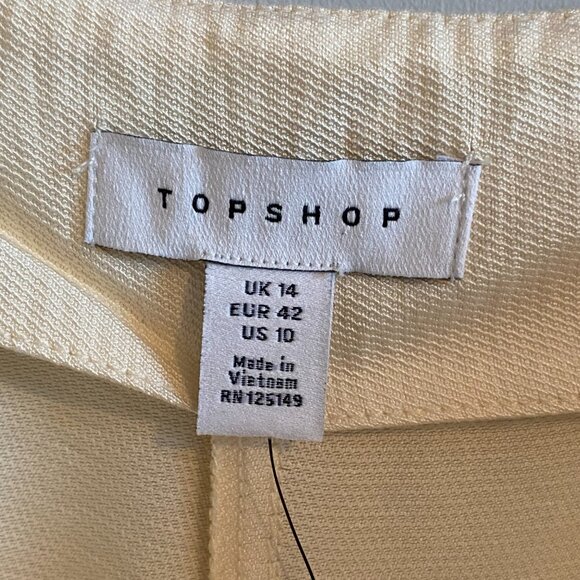 TOPSHOP
UK 14
EUR 42
US 10
Made in
Vietnam
RN125149